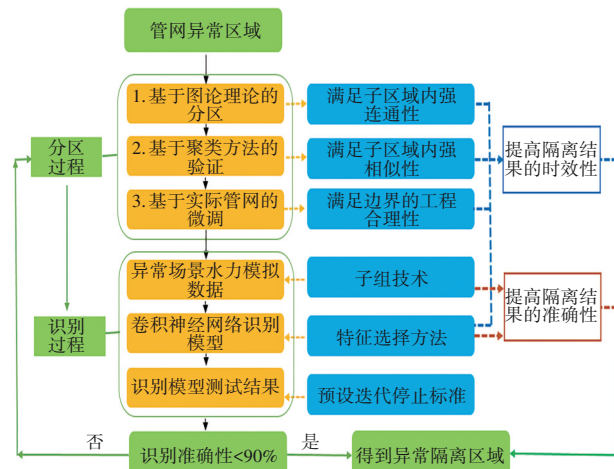 管网异常区域
1.基于图论理论的
分区
满足子区域内强
连通性
分区
过程
2.基于聚类方法的
验证
满足子区域内强
相似性
提高隔离结
果的时效性
3.基于实际管网的
微调
满足边界的工程
合理性
异常场景水力模拟
数据
子组技术
提高隔离结
果的准确性
识别
过程
卷积神经网络识别
模型
特征选择方法
识别模型测试结果
预设迭代停止标准
否
识别准确性<90%
是
得到异常隔离区域